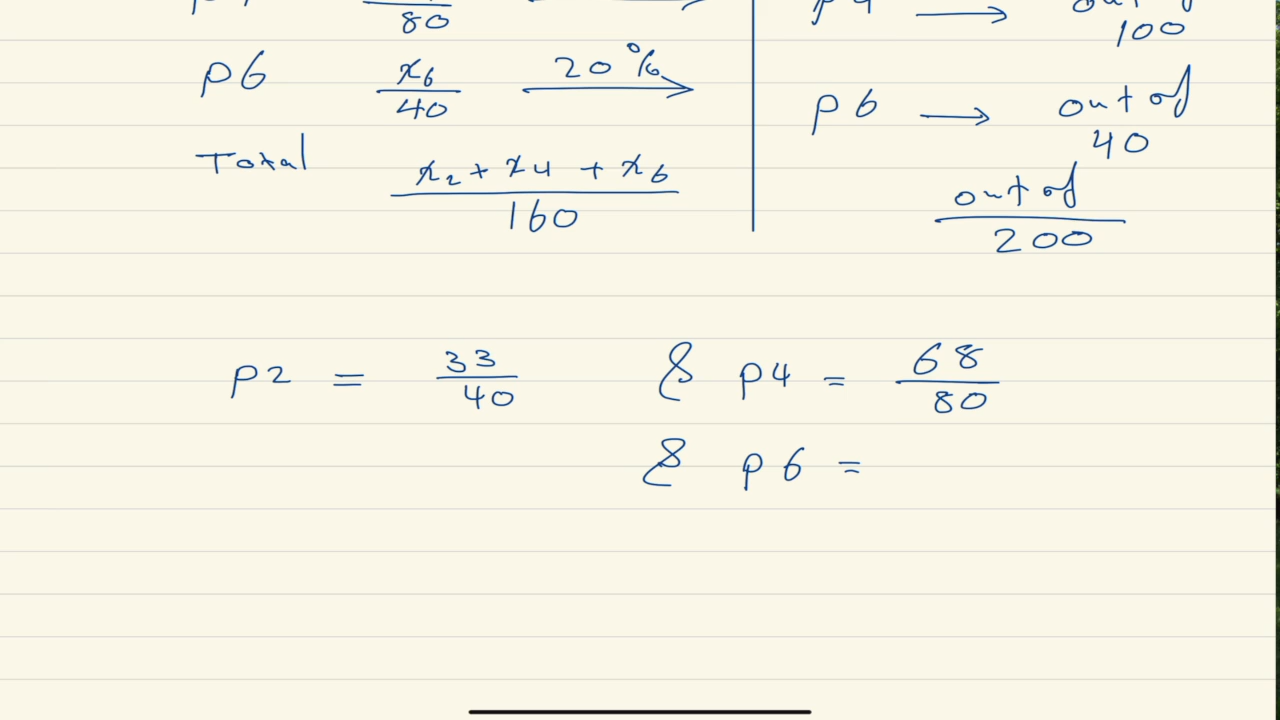 80
100
P6 x₆/40 20%→
P6 → out of 40
Total x₂ + x₄ + x₆/160
out of/200
P2 = 33/40 & P4 = 68/80
& P6 =